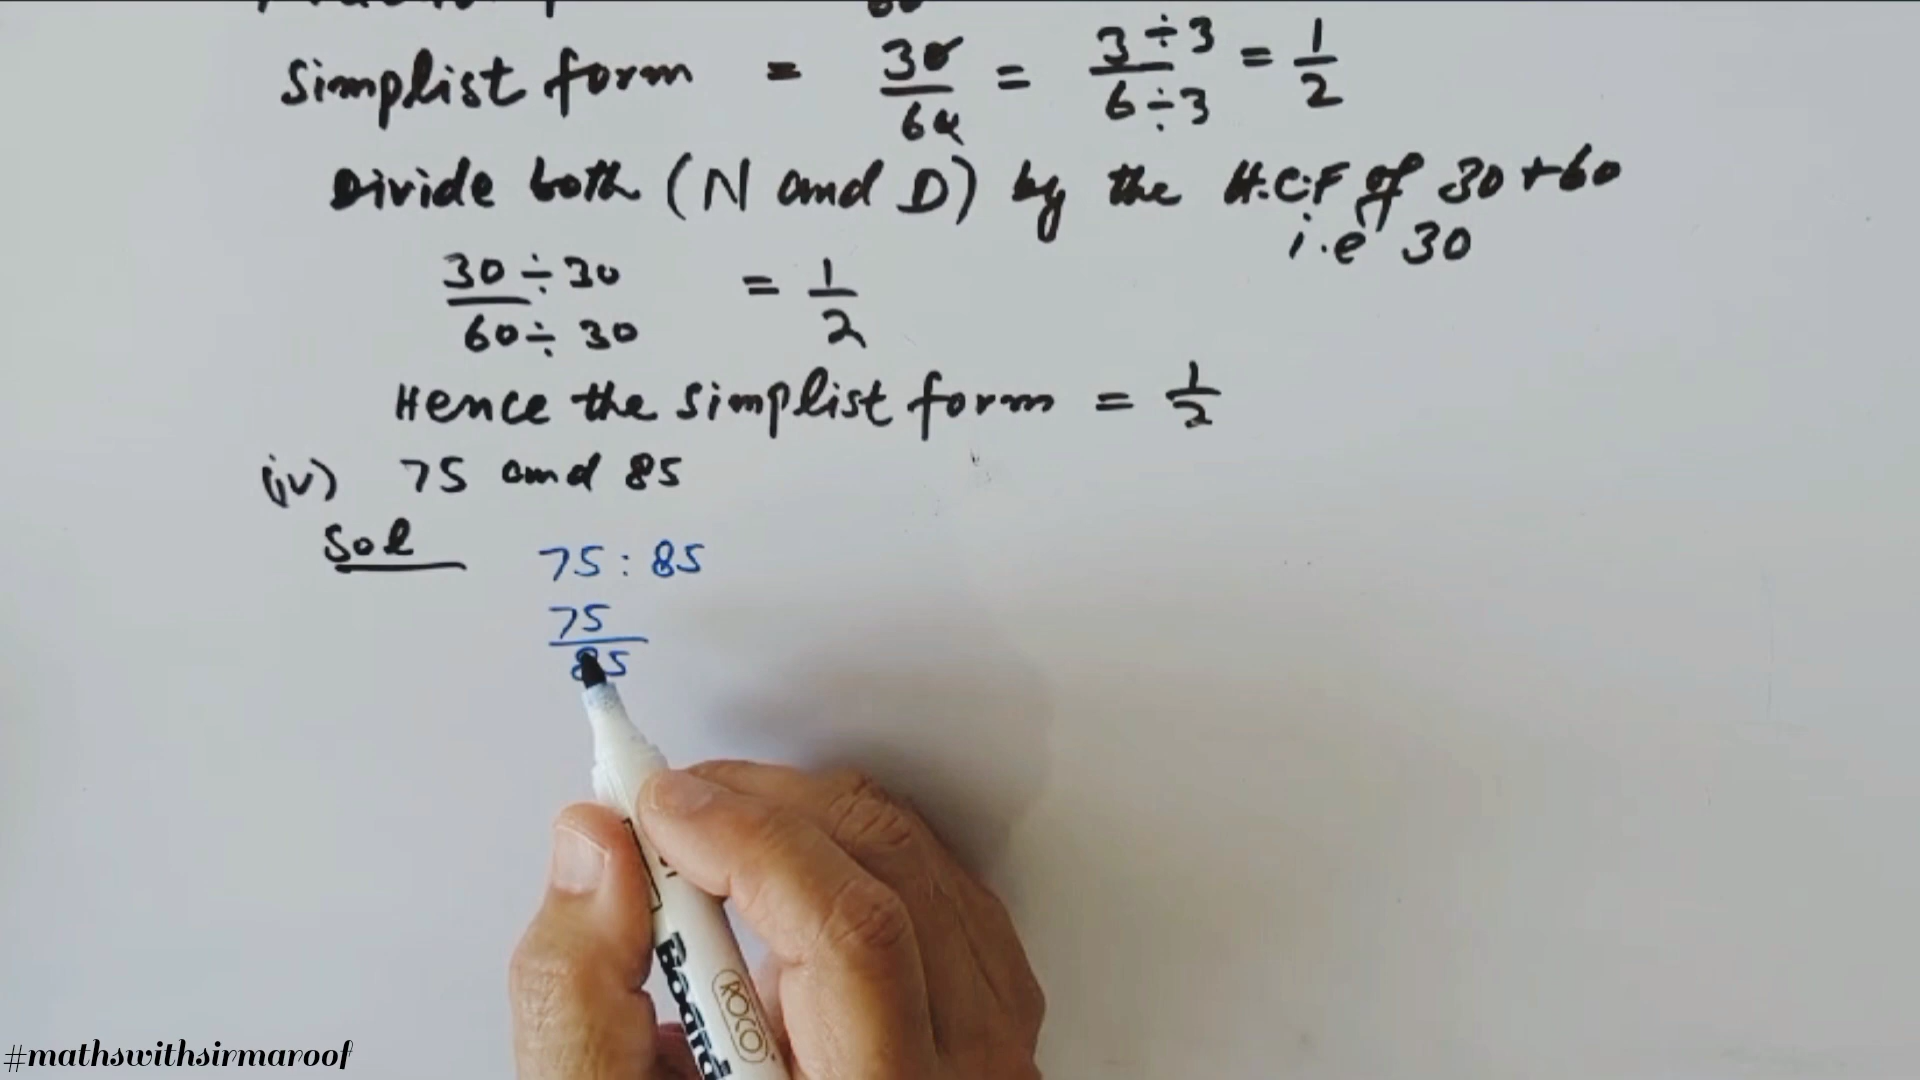 Simplist form = 30/60 = 3÷3/6÷3 = 1/2
Divide both (N and D) by the H.C.F of 30+60
i.e 30
30÷30/60÷30 = 1/2
Hence the simplist form = 1/2
(iv) 75 and 85
Sol 75 : 85
75/85
ROCO
Board
#mathswithsirmaroof